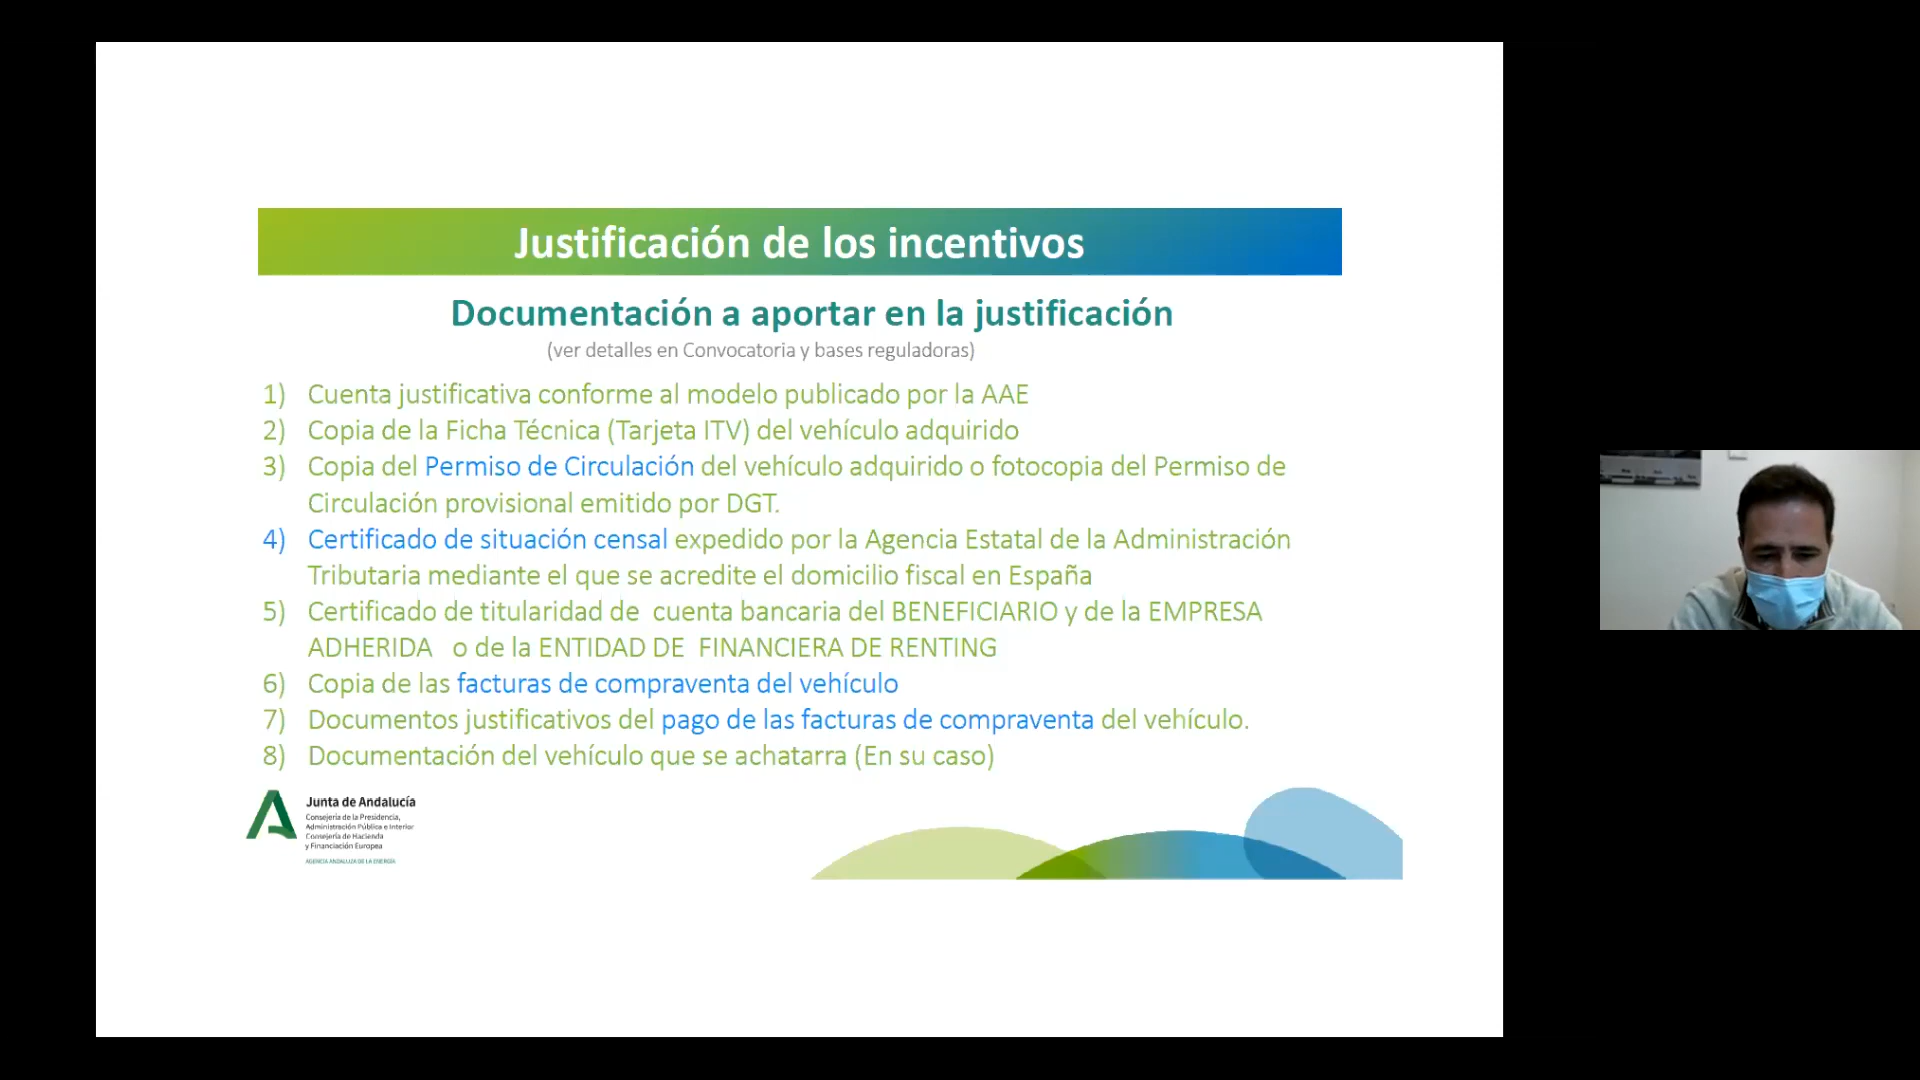 Justificación de los incentivos
Documentación a aportar en la justificación
(ver detalles en Convocatoria y bases reguladoras)
1) Cuenta justificativa conforme al modelo publicado por la AAE
2) Copia de la Ficha Técnica (Tarjeta ITV) del vehículo adquirido
3) Copia del Permiso de Circulación del vehículo adquirido o fotocopia del Permiso de
Circulación provisional emitido por DGT.
4) Certificado de situación censal expedido por la Agencia Estatal de la Administración
Tributaria mediante el que se acredite el domicilio fiscal en España
5) Certificado de titularidad de cuenta bancaria del BENEFICIARIO y de la EMPRESA
ADHERIDA o de la ENTIDAD DE FINANCIERA DE RENTING
6) Copia de las facturas de compraventa del vehículo
7) Documentos justificativos del pago de las facturas de compraventa del vehículo.
8) Documentación del vehículo que se achatarra (En su caso)
Junta de Andalucía
Consejería de la Presidencia,
Administración Pública e Interior
Consejería de Hacienda
y Financiación Europea
AGENCIA ANDALUZA DE LA ENERGÍA